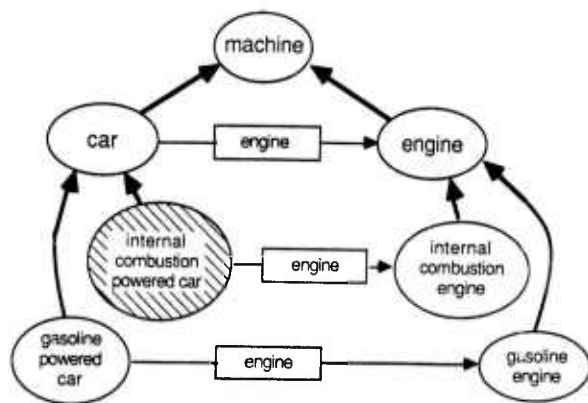 machine
car
engine
engine
internal
combustion
powered car
engine
internal
combustion
engine
gasoline
powered
car
engine
gasoline
engine